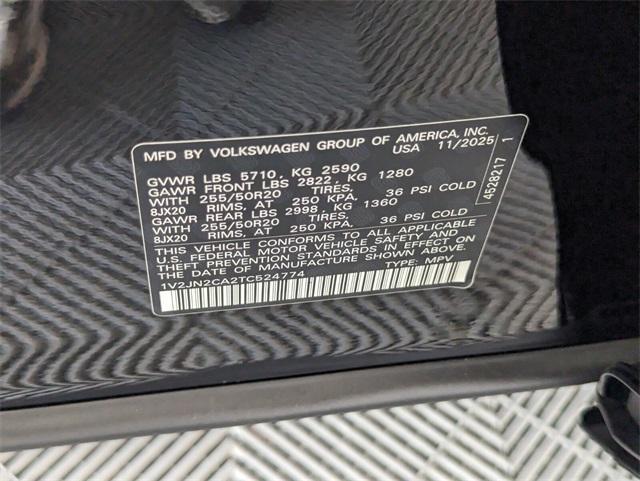 MFD BY VOLKSWAGEN GROUP OF AMERICA, INC.
USA 11/2025
GVWR LBS 5710, KG 2590
GAWR FRONT LBS 2822, KG 1280
WITH 255/50R20 TIRES,
8JX20 RIMS, AT 250 KPA, 36 PSI COLD
GAWR REAR LBS 2998, KG 1360
WITH 255/50R20 TIRES,
8JX20 RIMS, AT 250 KPA, 36 PSI COLD
THIS VEHICLE CONFORMS TO ALL APPLICABLE
U.S. FEDERAL MOTOR VEHICLE SAFETY AND
THEFT PREVENTION STANDARDS IN EFFECT ON
THE DATE OF MANUFACTURE SHOWN ABOVE.
1V2JN2CA2TC524774 TYPE: MPV
4528217 1